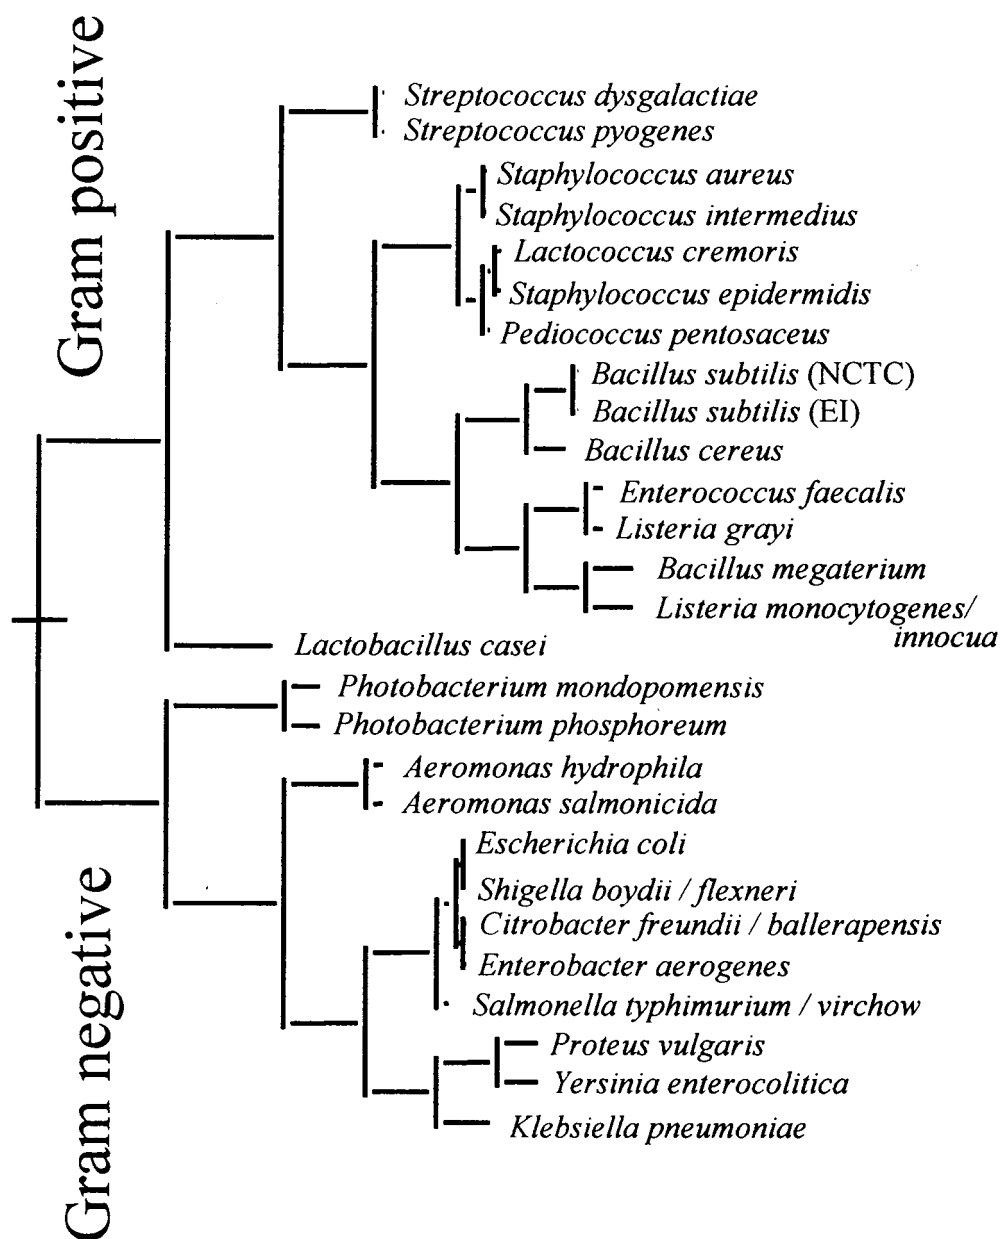 Gram positive
Streptococcus dysgalactiae
Streptococcus pyogenes
Staphylococcus aureus
Staphylococcus intermedius
Lactococcus cremoris
Staphylococcus epidermidis
Pediococcus pentosaceus
Bacillus subtilis (NCTC)
Bacillus subtilis (EI)
Bacillus cereus
Enterococcus faecalis
Listeria grayi
Bacillus megaterium
Listeria monocytogenes/
innocua
Lactobacillus casei
Gram negative
Photobacterium mondopomensis
Photobacterium phosphoreum
Aeromonas hydrophila
Aeromonas salmonicida
Escherichia coli
Shigella boydii / flexneri
Citrobacter freundii / ballerapensis
Enterobacter aerogenes
Salmonella typhimurium / virchow
Proteus vulgaris
Yersinia enterocolitica
Klebsiella pneumoniae